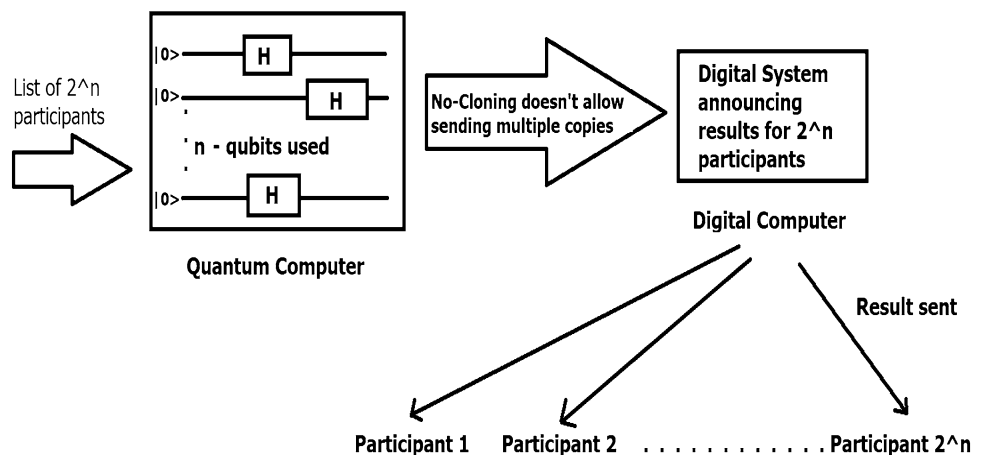 List of 2^n
participants
|0>
H
|0>
H
n - qubits used
|0>
H
Quantum Computer
No-Cloning doesn't allow
sending multiple copies
Digital System
announcing
results for 2^n
participants
Digital Computer
Result sent
Participant 1
Participant 2
. . . . . . . . . . . .
Participant 2^n